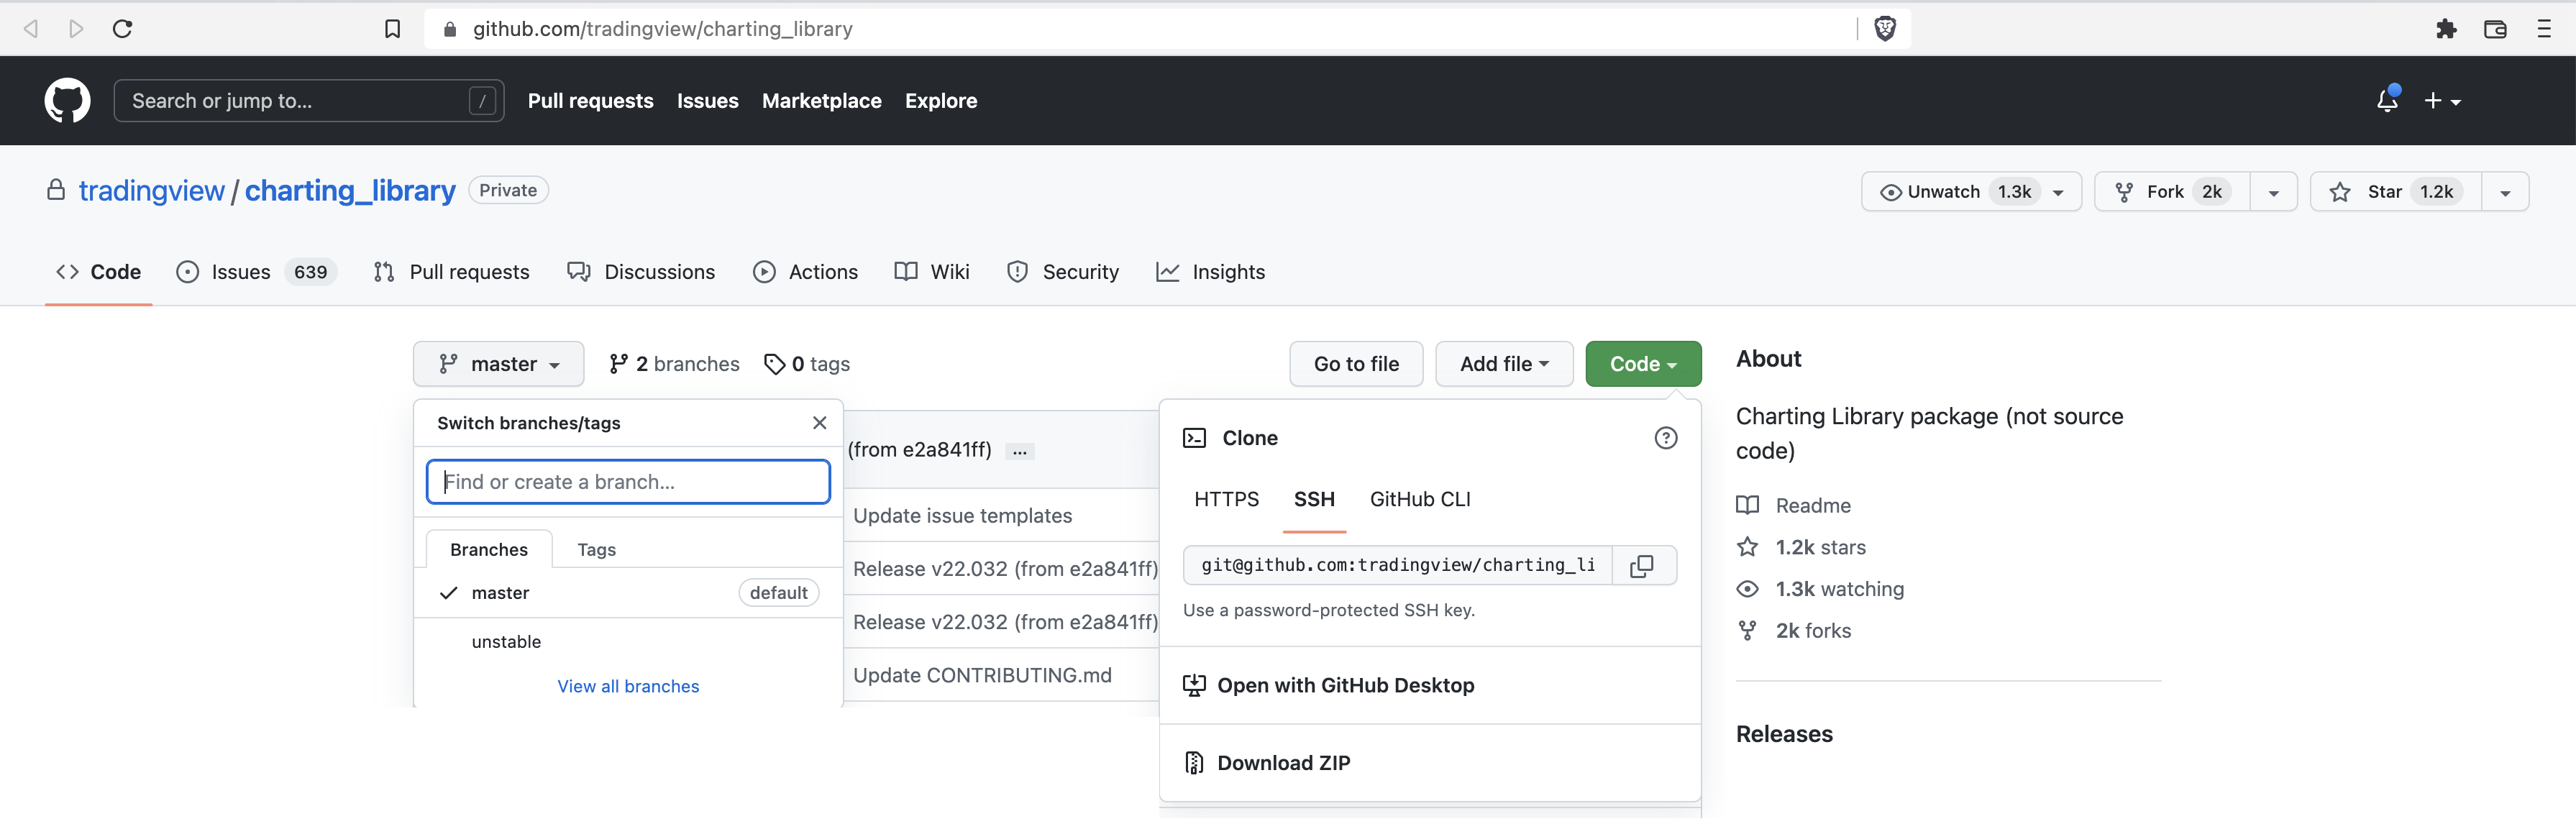 github.com/tradingview/charting_library
Search or jump to... /
Pull requests Issues Marketplace Explore
tradingview / charting_library Private
Unwatch 1.3k Fork 2k Star 1.2k
Code Issues 639 Pull requests Discussions Actions Wiki Security Insights
master 2 branches 0 tags
Go to file Add file Code
Switch branches/tags
Find or create a branch...
Branches Tags
master default
unstable
View all branches
(from e2a841ff) ...
Update issue templates
Release v22.032 (from e2a841ff)
Release v22.032 (from e2a841ff)
Update CONTRIBUTING.md
Clone
HTTPS SSH GitHub CLI
git@github.com:tradingview/charting_li
Use a password-protected SSH key.
Open with GitHub Desktop
Download ZIP
About
Charting Library package (not source
code)
Readme
1.2k stars
1.3k watching
2k forks
Releases